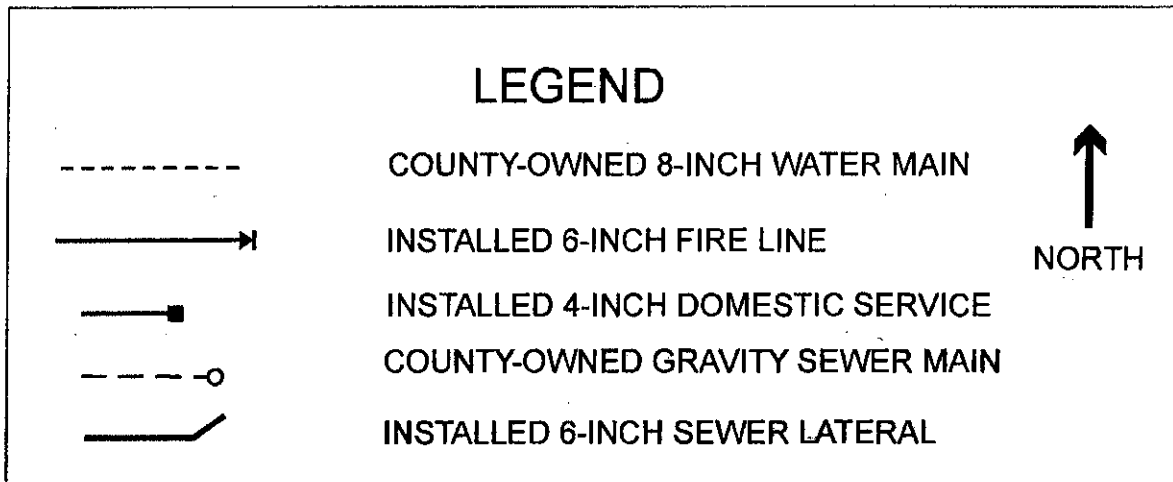 LEGEND
COUNTY-OWNED 8-INCH WATER MAIN
INSTALLED 6-INCH FIRE LINE
NORTH
INSTALLED 4-INCH DOMESTIC SERVICE
COUNTY-OWNED GRAVITY SEWER MAIN
INSTALLED 6-INCH SEWER LATERAL